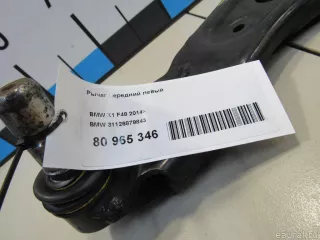 Рычаг передний левый
BMW X1 F48 2014>
BMW 31126879843
80 965 346